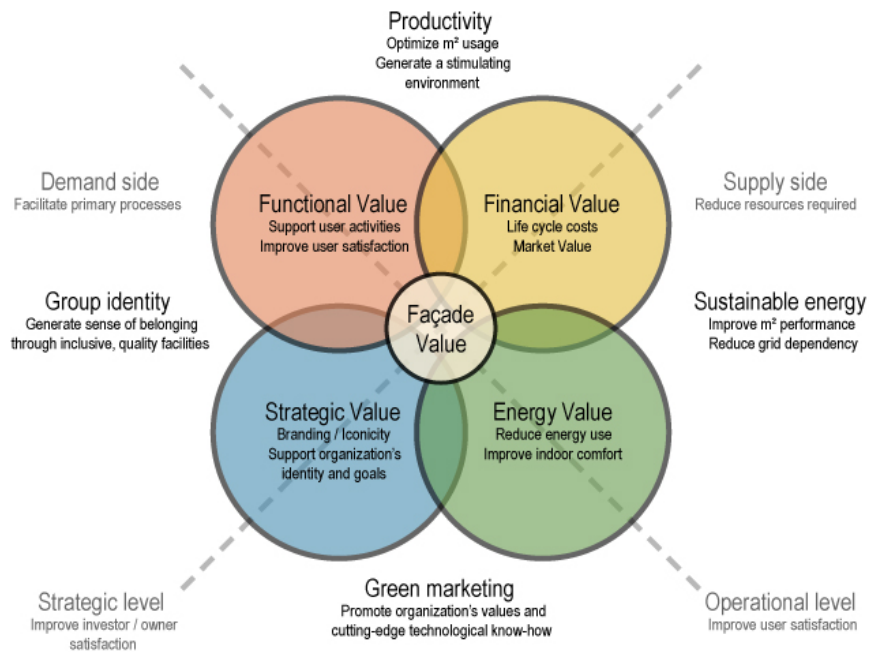 Productivity
Optimize m² usage
Generate a stimulating
environment
Demand side
Facilitate primary processes
Supply side
Reduce resources required
Functional Value
Support user activities
Improve user satisfaction
Financial Value
Life cycle costs
Market Value
Group identity
Generate sense of belonging
through inclusive, quality facilities
Façade
Value
Sustainable energy
Improve m² performance
Reduce grid dependency
Strategic Value
Branding / Iconicity
Support organization's
identity and goals
Energy Value
Reduce energy use
Improve indoor comfort
Strategic level
Improve investor / owner
satisfaction
Green marketing
Promote organization's values and
cutting-edge technological know-how
Operational level
Improve user satisfaction